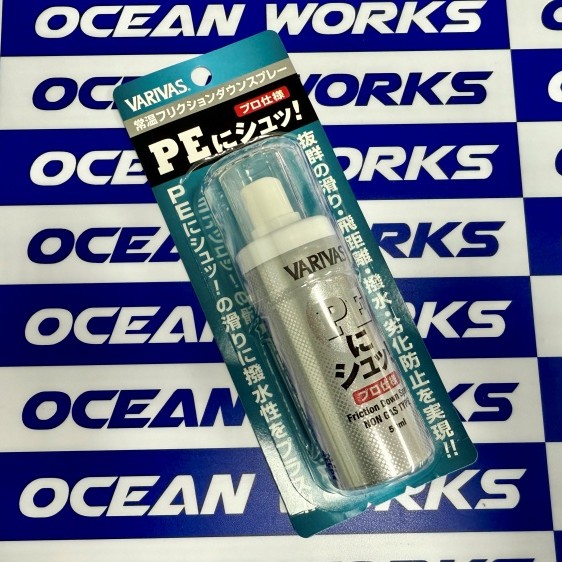 OCEAN WORKS
OCEAN WORKS
OCEAN WORKS
OCEAN WORKS
OCEAN WORKS
OCEAN WORKS
OCEAN WORKS
VARIVAS®
常温フリクションダウンスプレー
プロ仕様
PEにシュッ!
抜群の滑り・飛距離・撥水・劣化防止を実現!!
PEにシュッ!の滑りに撥水性をプラス
VARIVAS
PE
に
シュッ
プロ仕様
Friction Down
NON GAS TYPE